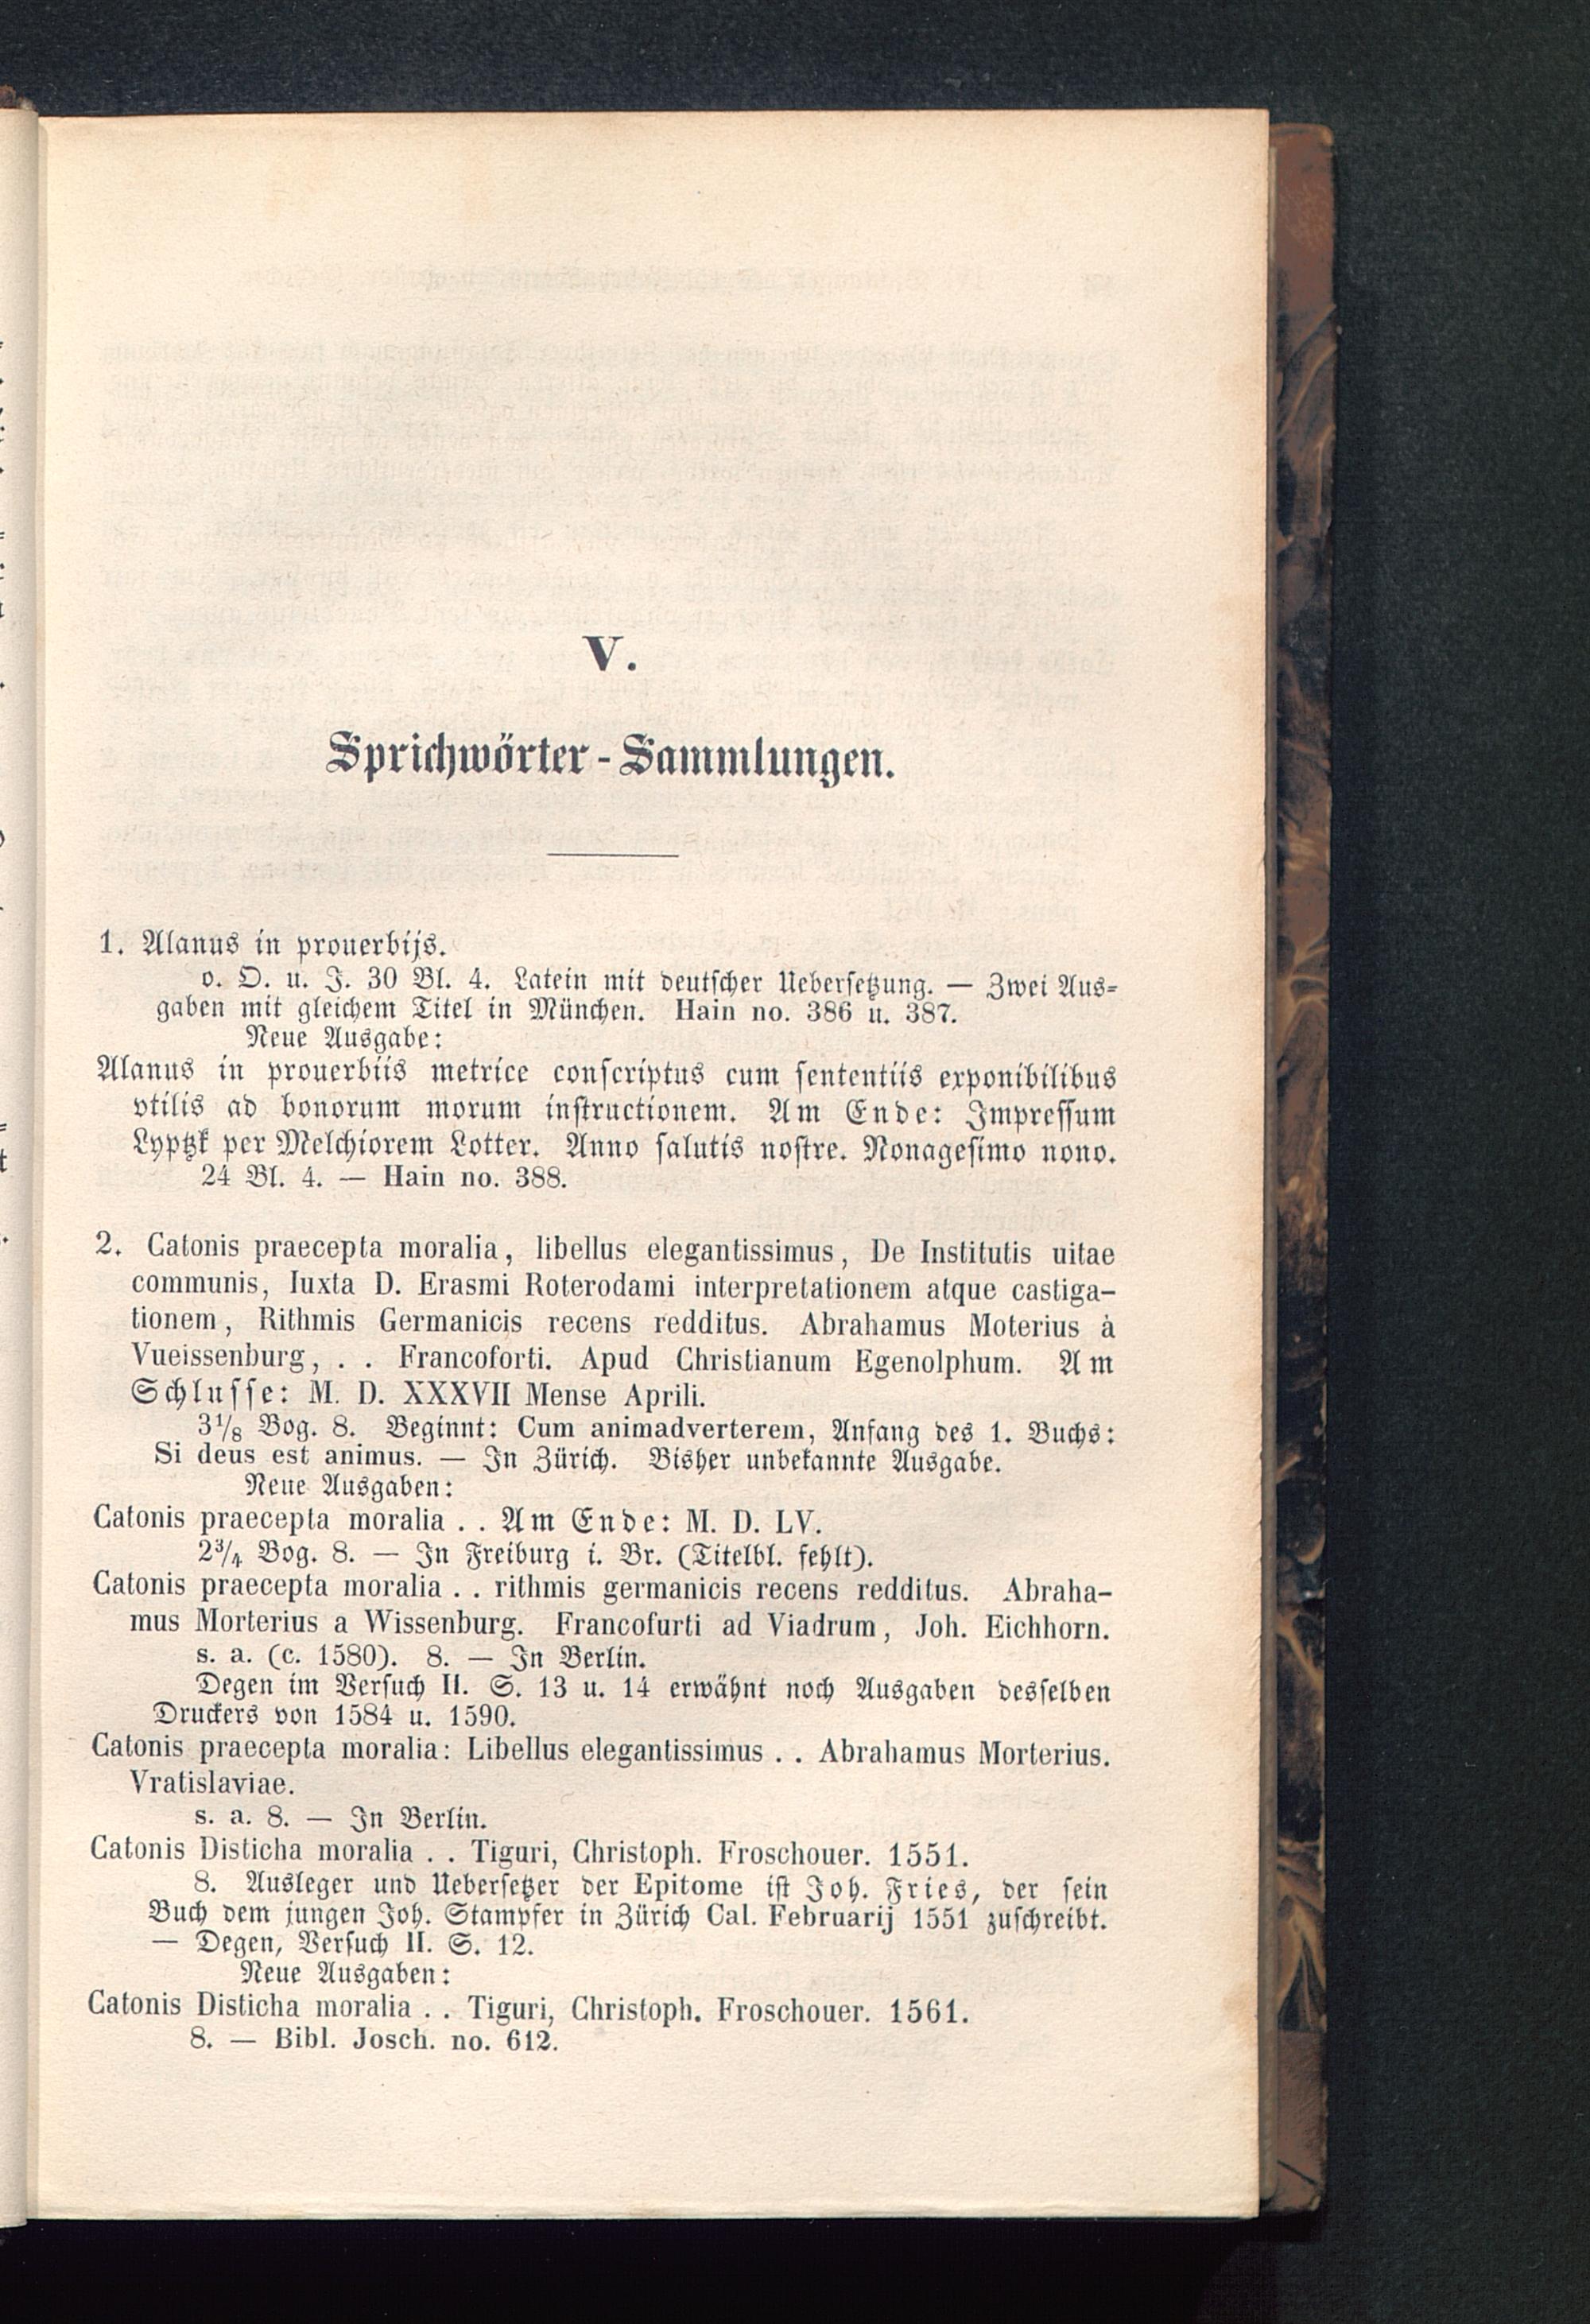 V.
Sprichwörter-Sammlungen.
1. Alanus in prouerbijs.
o. O. u. J. 30 Bl. 4. Latein mit deutscher Uebersetzung. — Zwei Aus-
gaben mit gleichem Titel in München. Hain no. 386 u. 387.
Neue Ausgabe:
Alanus in prouerbiis metrice conscriptus cum sententiis exponibilibus
vtilis ad bonorum morum instructionem. Am Ende: Impressum
Lyptzk per Melchiorem Lotter. Anno salutis nostre. Nonagesimo nono.
24 Bl. 4. — Hain no. 388.
2. Catonis praecepta moralia, libellus elegantissimus, De Institutis uitae
communis, Iuxta D. Erasmi Roterodami interpretationem atque castiga-
tionem, Rithmis Germanicis recens redditus. Abrahamus Moterius à
Vueissenburg, . . Francoforti. Apud Christianum Egenolphum. Am
Schlusse: M. D. XXXVII Mense Aprili.
3 1/8 Bog. 8. Beginnt: Cum animadverterem, Anfang des 1. Buchs:
Si deus est animus. — In Zürich. Bisher unbekannte Ausgabe.
Neue Ausgaben:
Catonis praecepta moralia . . Am Ende: M. D. LV.
2 3/4 Bog. 8. — In Freiburg i. Br. (Titelbl. fehlt).
Catonis praecepta moralia . . rithmis germanicis recens redditus. Abraha-
mus Morterius a Wissenburg. Francofurti ad Viadrum, Joh. Eichhorn.
s. a. (c. 1580). 8. — In Berlin.
Degen im Versuch II. S. 13 u. 14 erwähnt noch Ausgaben desselben
Druckers von 1584 u. 1590.
Catonis praecepta moralia: Libellus elegantissimus . . Abrahamus Morterius.
Vratislaviae.
s. a. 8. — In Berlin.
Catonis Disticha moralia . . Tiguri, Christoph. Froschouer. 1551.
8. Ausleger und Uebersetzer der Epitome ist Joh. Fries, der sein
Buch dem jungen Joh. Stampfer in Zürich Cal. Februarij 1551 zuschreibt.
— Degen, Versuch II. S. 12.
Neue Ausgaben:
Catonis Disticha moralia . . Tiguri, Christoph. Froschouer. 1561.
8. — Bibl. Josch. no. 612.